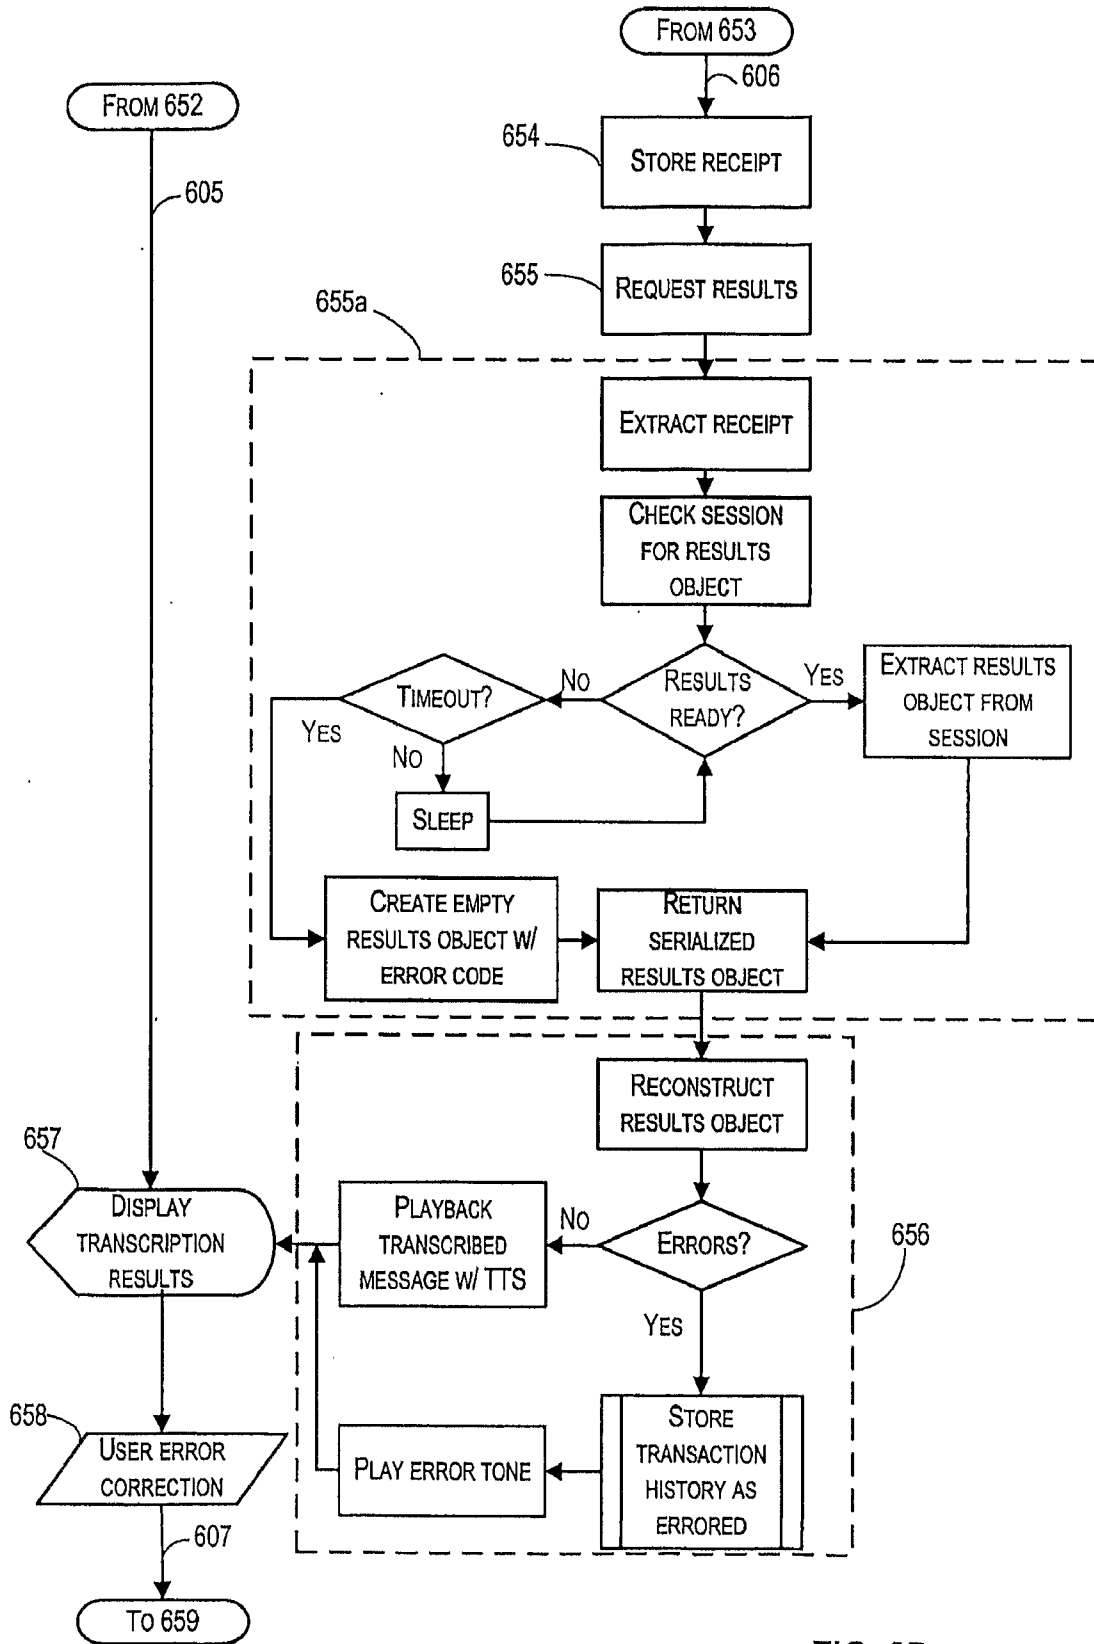 FROM 653
606
FROM 652
605
654
STORE RECEIPT
655
REQUEST RESULTS
655a
EXTRACT RECEIPT
CHECK SESSION
FOR RESULTS
OBJECT
TIMEOUT?
NO
RESULTS
READY?
YES
EXTRACT RESULTS
OBJECT FROM
SESSION
YES
NO
SLEEP
CREATE EMPTY
RESULTS OBJECT W/
ERROR CODE
RETURN
SERIALIZED
RESULTS OBJECT
RECONSTRUCT
RESULTS OBJECT
657
DISPLAY
TRANSCRIPTION
RESULTS
PLAYBACK
TRANSCRIBED
MESSAGE W/ TTS
NO
ERRORS?
656
YES
658
USER ERROR
CORRECTION
PLAY ERROR TONE
STORE
TRANSACTION
HISTORY AS
ERRORED
607
TO 659